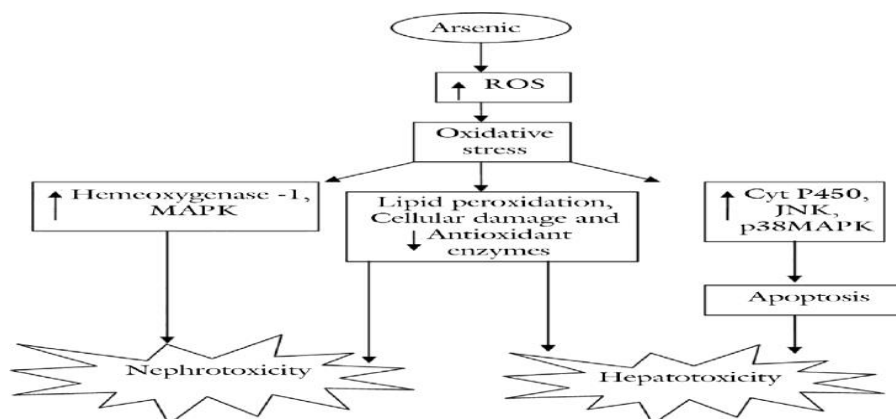 Arsenic
↑ ROS
Oxidative
stress
↑ Hemeoxygenase -1,
MAPK
Lipid peroxidation,
Cellular damage and
↓ Antioxidant
enzymes
↑ Cyt P450,
JNK,
p38MAPK
Apoptosis
Nephrotoxicity
Hepatotoxicity